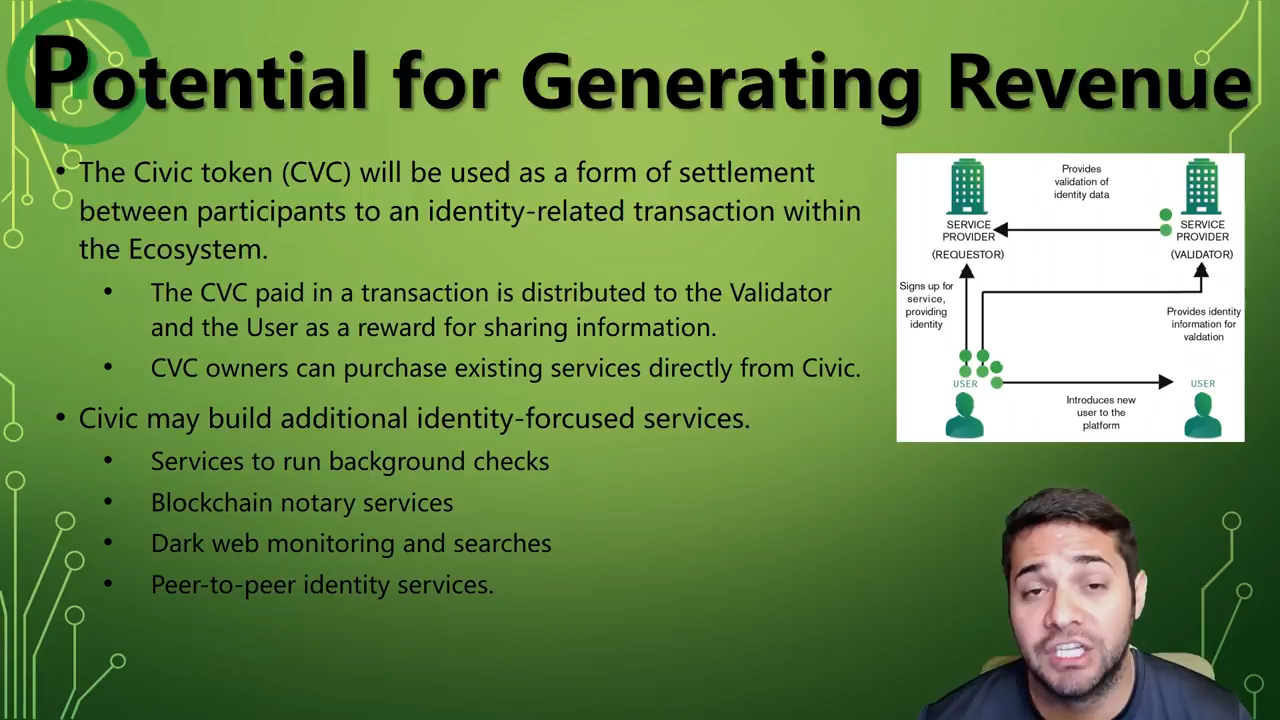 Potential for Generating Revenue
• The Civic token (CVC) will be used as a form of settlement
between participants to an identity-related transaction within
the Ecosystem.
• The CVC paid in a transaction is distributed to the Validator
and the User as a reward for sharing information.
• CVC owners can purchase existing services directly from Civic.
• Civic may build additional identity-forcused services.
• Services to run background checks
• Blockchain notary services
• Dark web monitoring and searches
• Peer-to-peer identity services.
Provides
validation of
identity data
SERVICE
PROVIDER
(REQUESTOR)
SERVICE
PROVIDER
(VALIDATOR)
Signs up for
service,
providing
identity
Provides identity
information for
valdation
USER
USER
Introduces new
user to the
platform